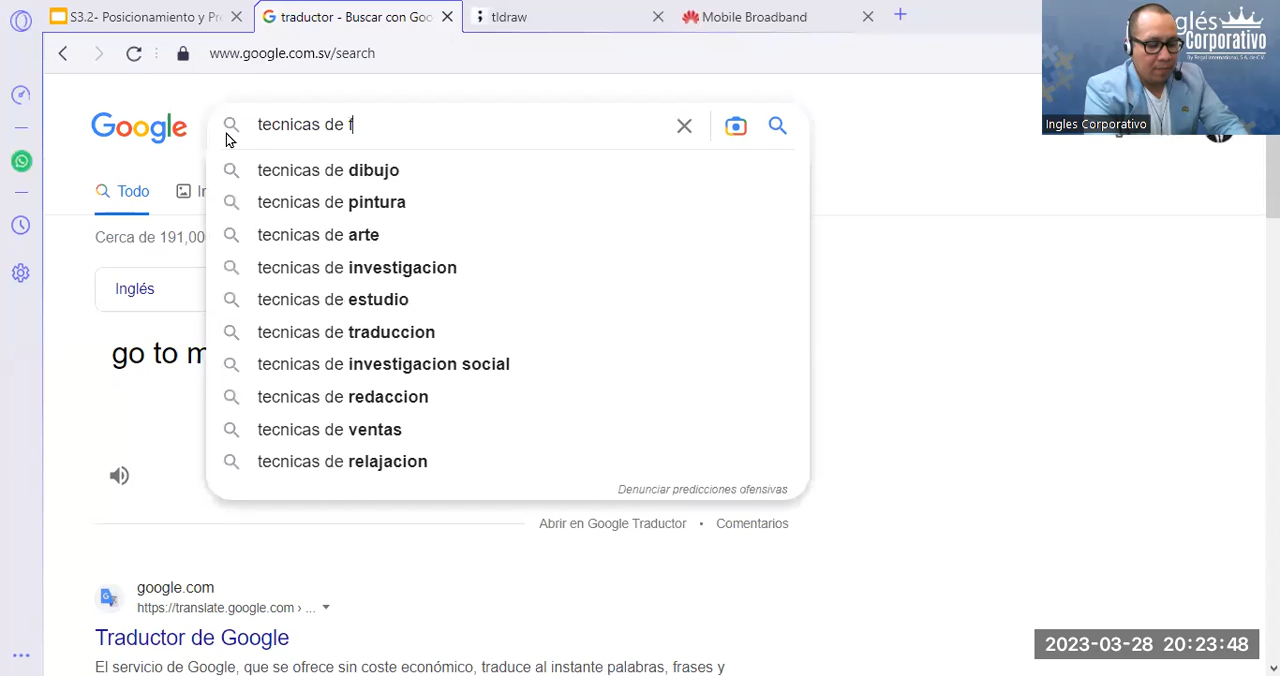 S3.2- Posicionamiento y Pr
traductor - Buscar con Goo
tldraw
Mobile Broadband
www.google.com.sv/search
Inglés
Corporativo
Ingles Corporativo
Google
tecnicas de f
tecnicas de dibujo
tecnicas de pintura
tecnicas de arte
tecnicas de investigacion
tecnicas de estudio
tecnicas de traduccion
tecnicas de investigacion social
tecnicas de redaccion
tecnicas de ventas
tecnicas de relajacion
Denunciar predicciones ofensivas
Todo
Cerca de 191,00
Inglés
go to m
Abrir en Google Traductor • Comentarios
google.com
https://translate.google.com › ...
Traductor de Google
El servicio de Google, que se ofrece sin coste económico, traduce al instante palabras, frases y
2023-03-28 20:23:48